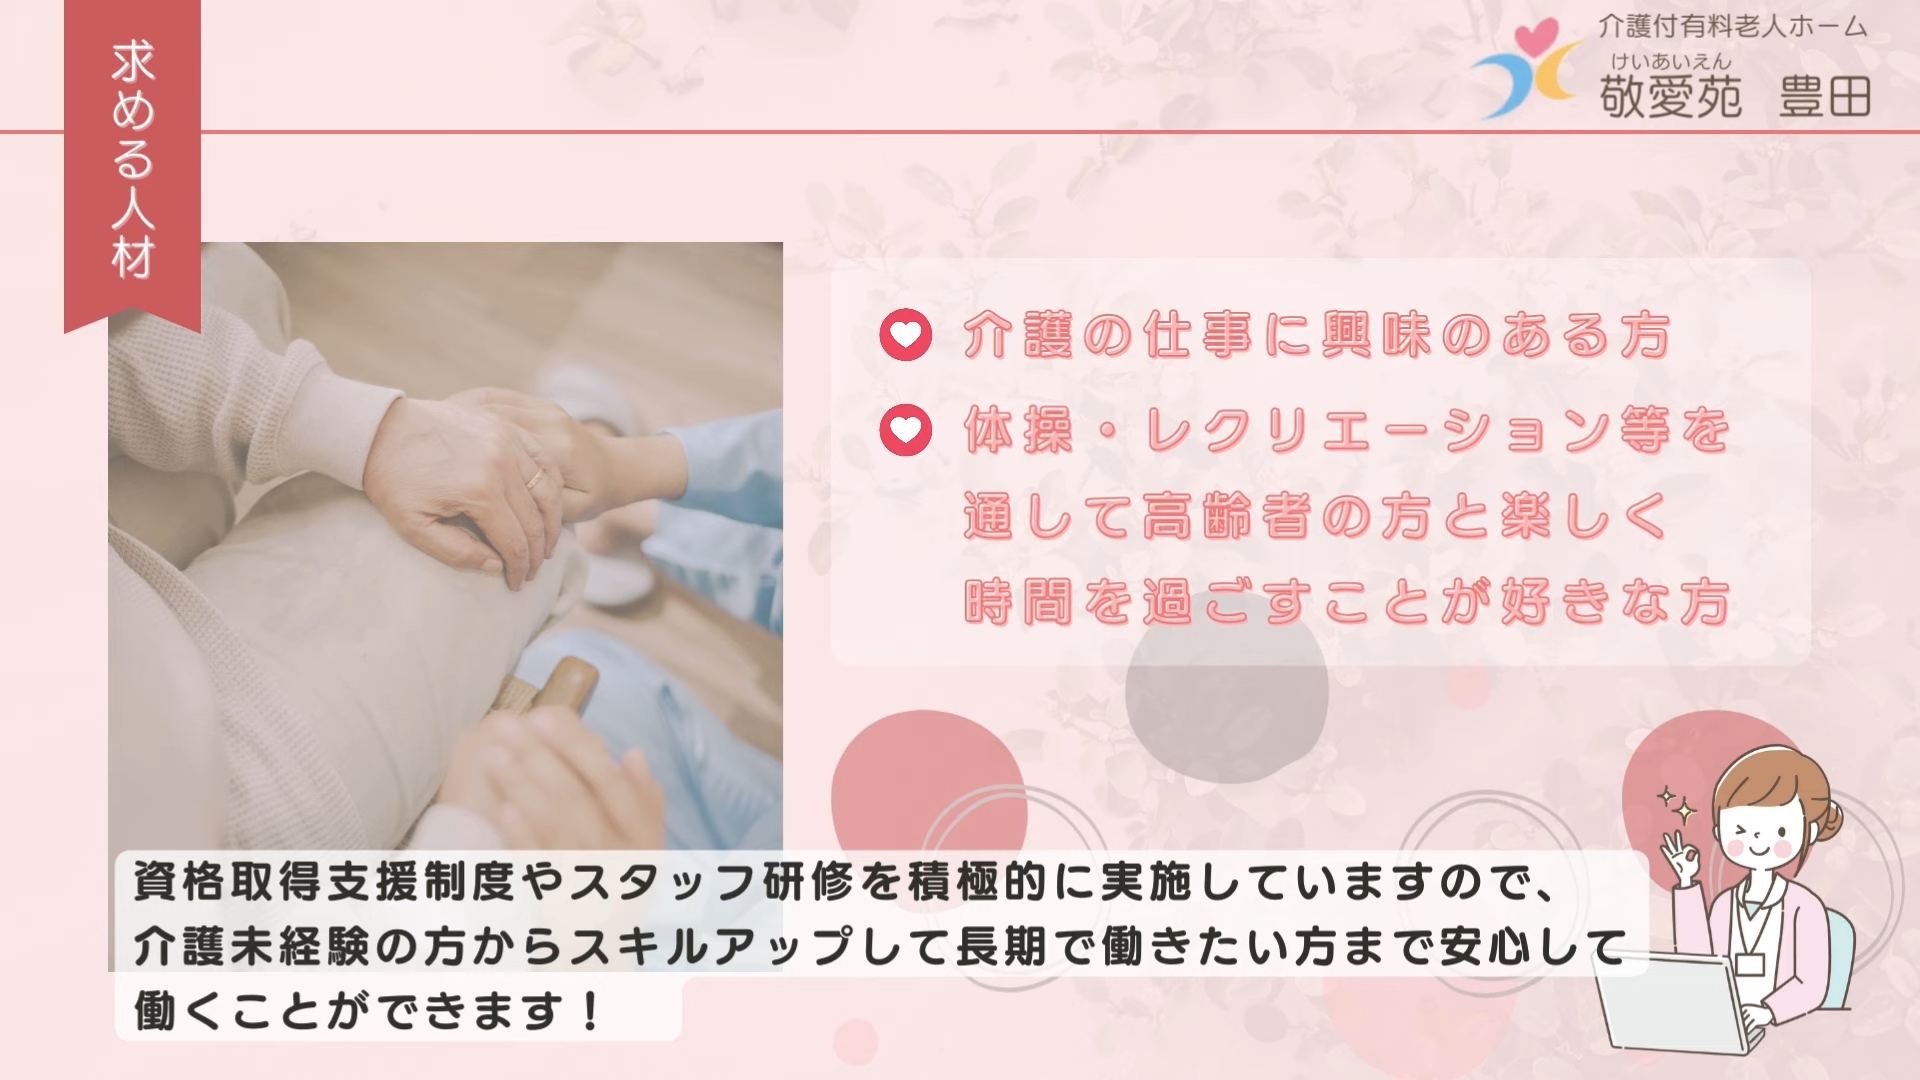 求める人材
介護付有料老人ホーム
けいあいえん
敬愛苑 豊田
介護の仕事に興味のある方
体操・レクリエーション等を
通して高齢者の方と楽しく
時間を過ごすことが好きな方
資格取得支援制度やスタッフ研修を積極的に実施していますので、
介護未経験の方からスキルアップして長期で働きたい方まで安心して
働くことができます！